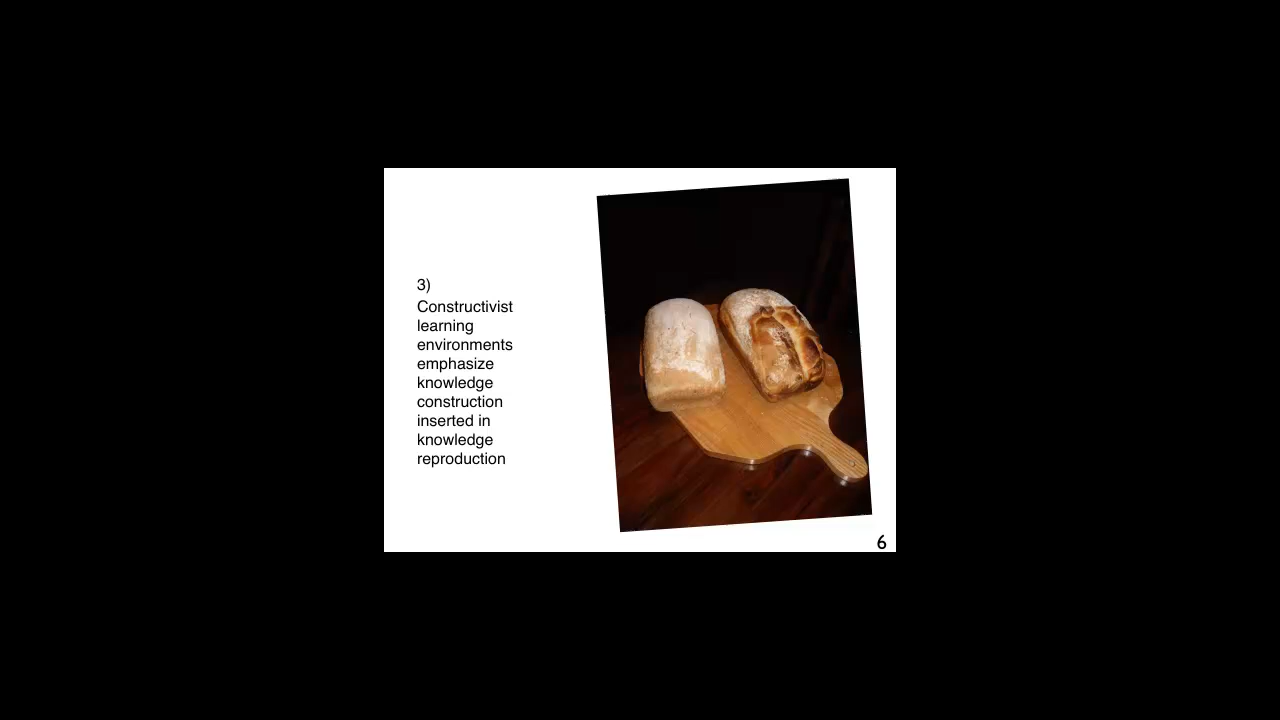 3)
Constructivist
learning
environments
emphasize
knowledge
construction
inserted in
knowledge
reproduction
6